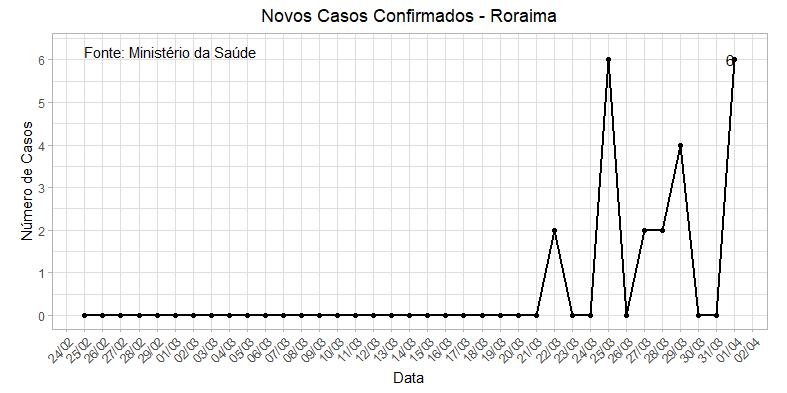 Novos Casos Confirmados - Roraima
Fonte: Ministério da Saúde
6
6
5
4
3
2
1
0
Número de Casos
24/02 25/02 26/02 27/02 28/02 29/02 01/03 02/03 03/03 04/03 05/03 06/03 07/03 08/03 09/03 10/03 11/03 12/03 13/03 14/03 15/03 16/03 17/03 18/03 19/03 20/03 21/03 22/03 23/03 24/03 25/03 26/03 27/03 28/03 29/03 30/03 31/03 01/04 02/04
Data